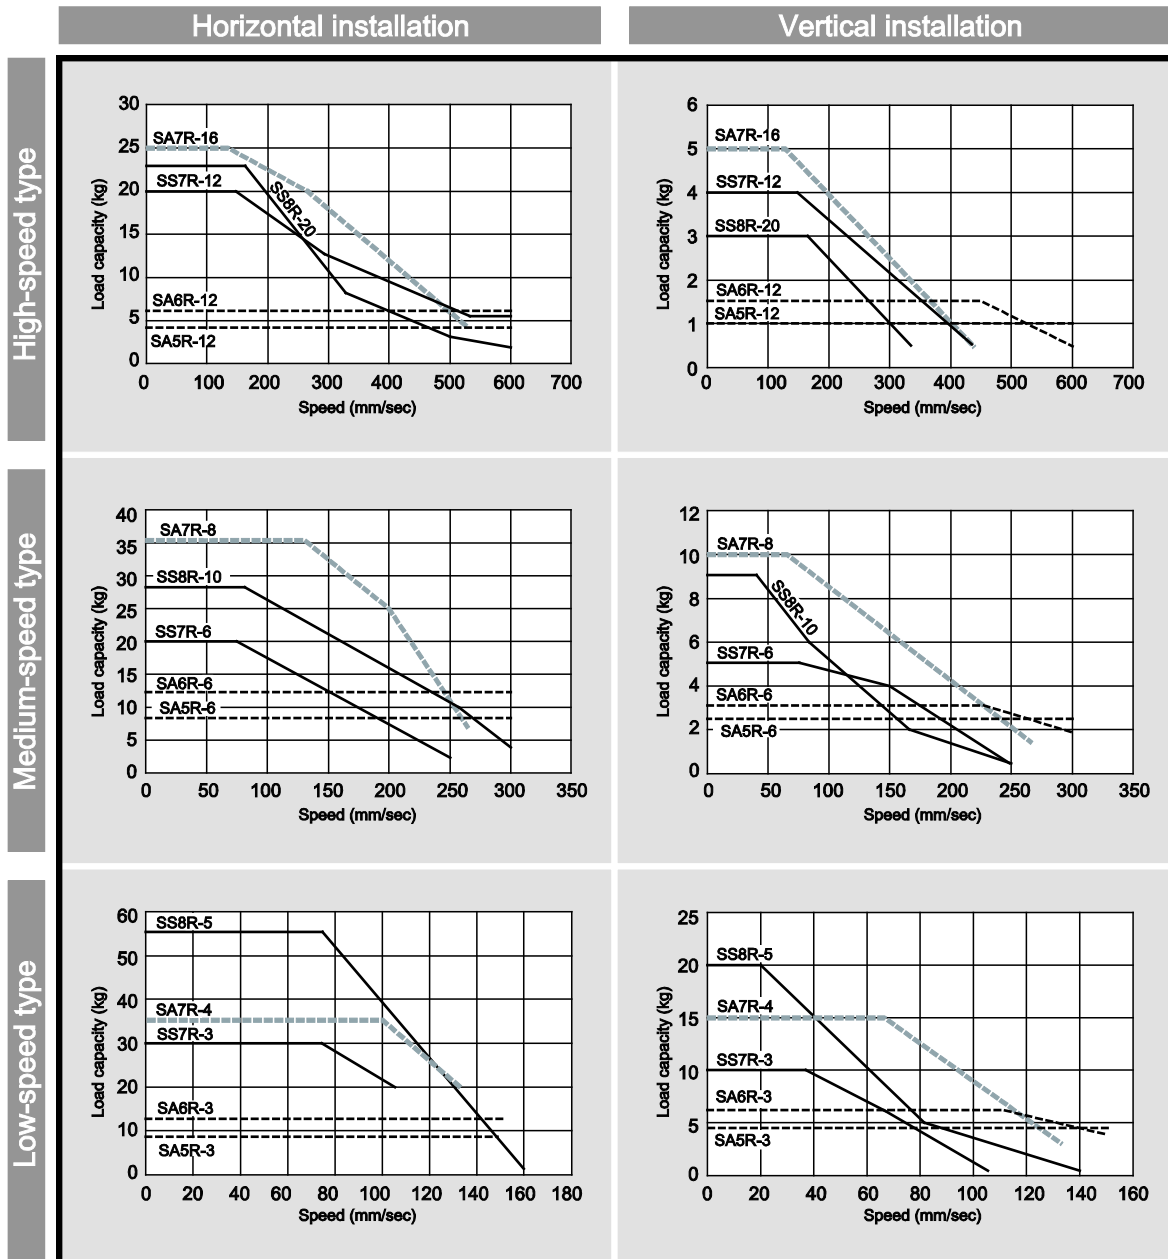 Horizontal installation
Vertical installation
High-speed type
30
25
20
15
10
5
0
Load capacity (kg)
SA7R-16
SS7R-12
SS8R-20
SA6R-12
SA5R-12
0 100 200 300 400 500 600 700
Speed (mm/sec)
6
5
4
3
2
1
0
Load capacity (kg)
SA7R-16
SS7R-12
SS8R-20
SA6R-12
SA5R-12
0 100 200 300 400 500 600 700
Speed (mm/sec)
Medium-speed type
40
35
30
25
20
15
10
5
0
Load capacity (kg)
SA7R-8
SS8R-10
SS7R-6
SA6R-6
SA5R-6
0 50 100 150 200 250 300 350
Speed (mm/sec)
12
10
8
6
4
2
0
Load capacity (kg)
SA7R-8
SS8R-10
SS7R-6
SA6R-6
SA5R-6
0 50 100 150 200 250 300 350
Speed (mm/sec)
Low-speed type
60
50
40
30
20
10
0
Load capacity (kg)
SS8R-5
SA7R-4
SS7R-3
SA6R-3
SA5R-3
0 20 40 60 80 100 120 140 160 180
Speed (mm/sec)
25
20
15
10
5
0
Load capacity (kg)
SS8R-5
SA7R-4
SS7R-3
SA6R-3
SA5R-3
0 20 40 60 80 100 120 140 160
Speed (mm/sec)